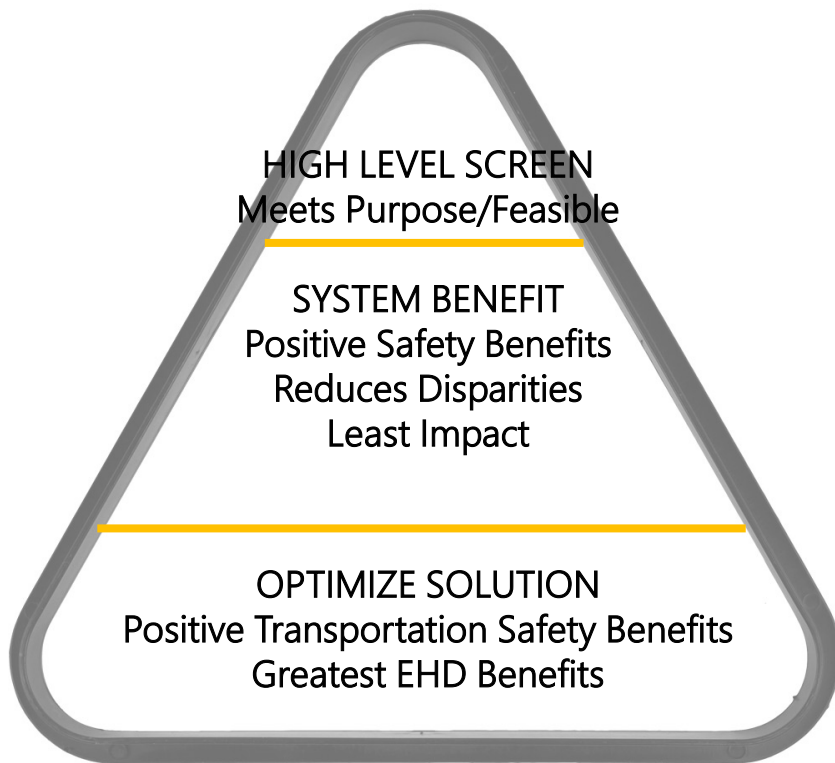 HIGH LEVEL SCREEN
Meets Purpose/Feasible
SYSTEM BENEFIT
Positive Safety Benefits
Reduces Disparities
Least Impact
OPTIMIZE SOLUTION
Positive Transportation Safety Benefits
Greatest EHD Benefits